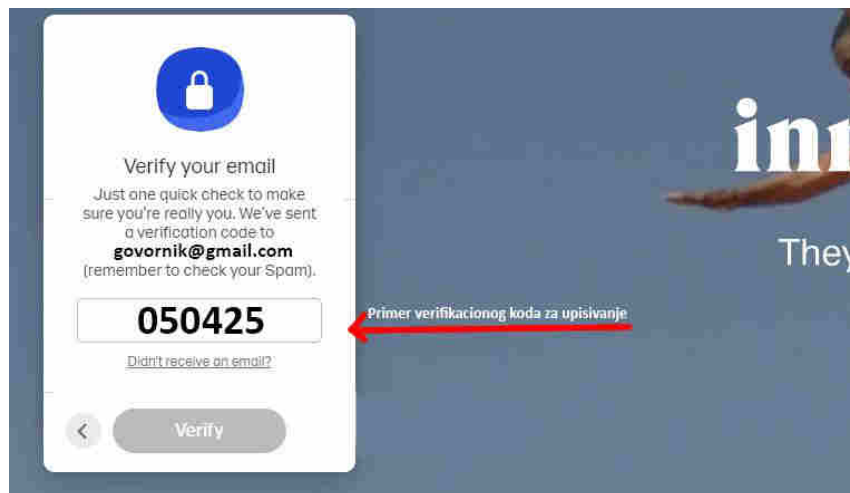 Verify your email
Just one quick check to make
sure you're really you. We've sent
a verification code to
govornik@gmail.com
(remember to check your Spam).
050425
Primer verifikacionog koda za upisivanje
Didn't receive an email?
Verify
They